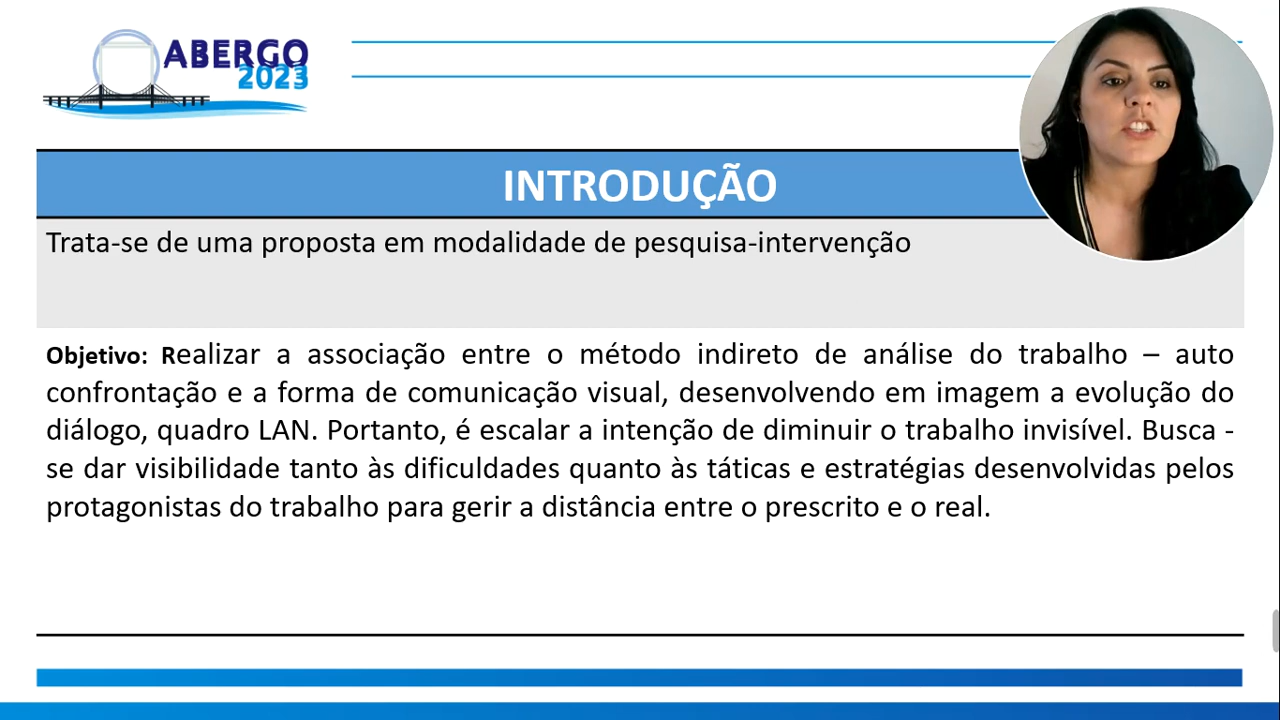 ABERGO
2023
INTRODUÇÃO
Trata-se de uma proposta em modalidade de pesquisa-intervenção
Objetivo: Realizar a associação entre o método indireto de análise do trabalho – auto
confrontação e a forma de comunicação visual, desenvolvendo em imagem a evolução do
diálogo, quadro LAN. Portanto, é escalar a intenção de diminuir o trabalho invisível. Busca -
se dar visibilidade tanto às dificuldades quanto às táticas e estratégias desenvolvidas pelos
protagonistas do trabalho para gerir a distância entre o prescrito e o real.